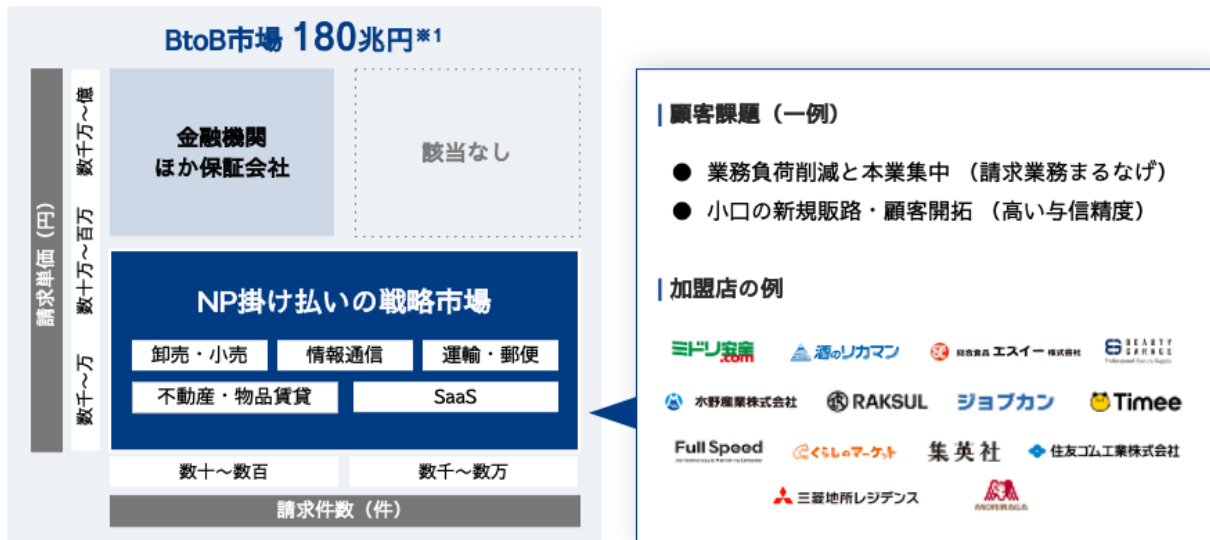 BtoB市場 180兆円※1
請求単価（円）
数千万～億
数十万～百万
数千～万
金融機関
ほか保証会社
該当なし
NP掛け払いの戦略市場
卸売・小売
情報通信
運輸・郵便
不動産・物品賃貸
SaaS
数十～数百
数千～数万
請求件数（件）
顧客課題（一例）
● 業務負荷削減と本業集中 （請求業務まるなげ）
● 小口の新規販路・顧客開拓 （高い与信精度）
加盟店の例
ミドリ安全.com
酒のリカマン
総合食品 エスイー 株式会社
BEAUTY GARAGE
水野産業株式会社
RAKSUL
ジョブカン
Timee
Full Speed
くらしのマーケット
集英社
住友ゴム工業株式会社
三菱地所レジデンス
MORINAGA